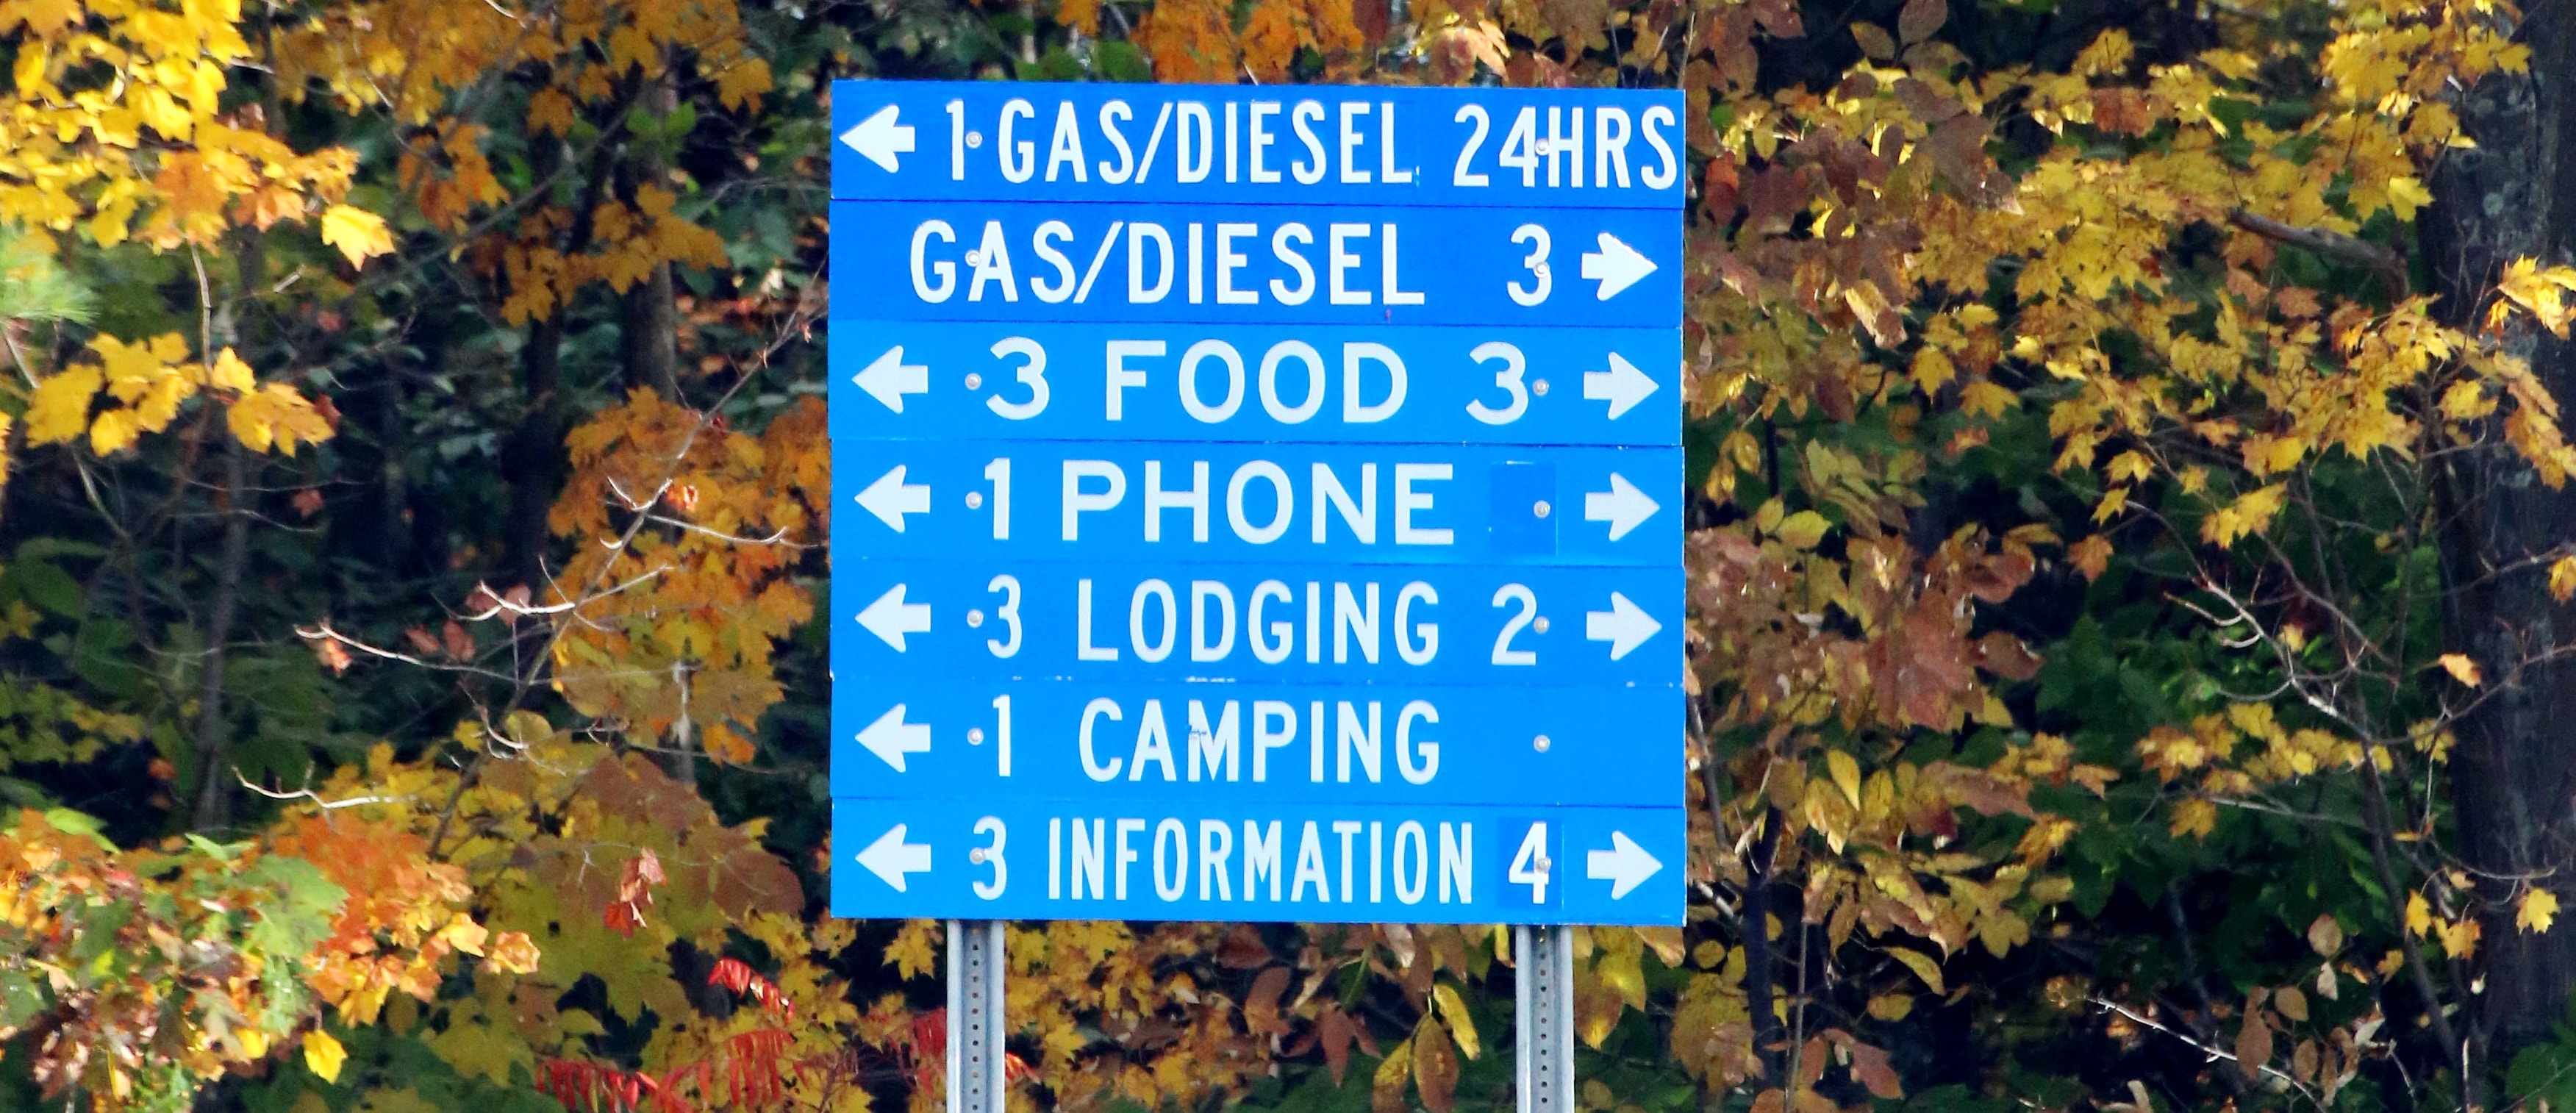 1 GAS/DIESEL 24HRS
GAS/DIESEL 3
3 FOOD 3
1 PHONE
3 LODGING 2
1 CAMPING
3 INFORMATION 4